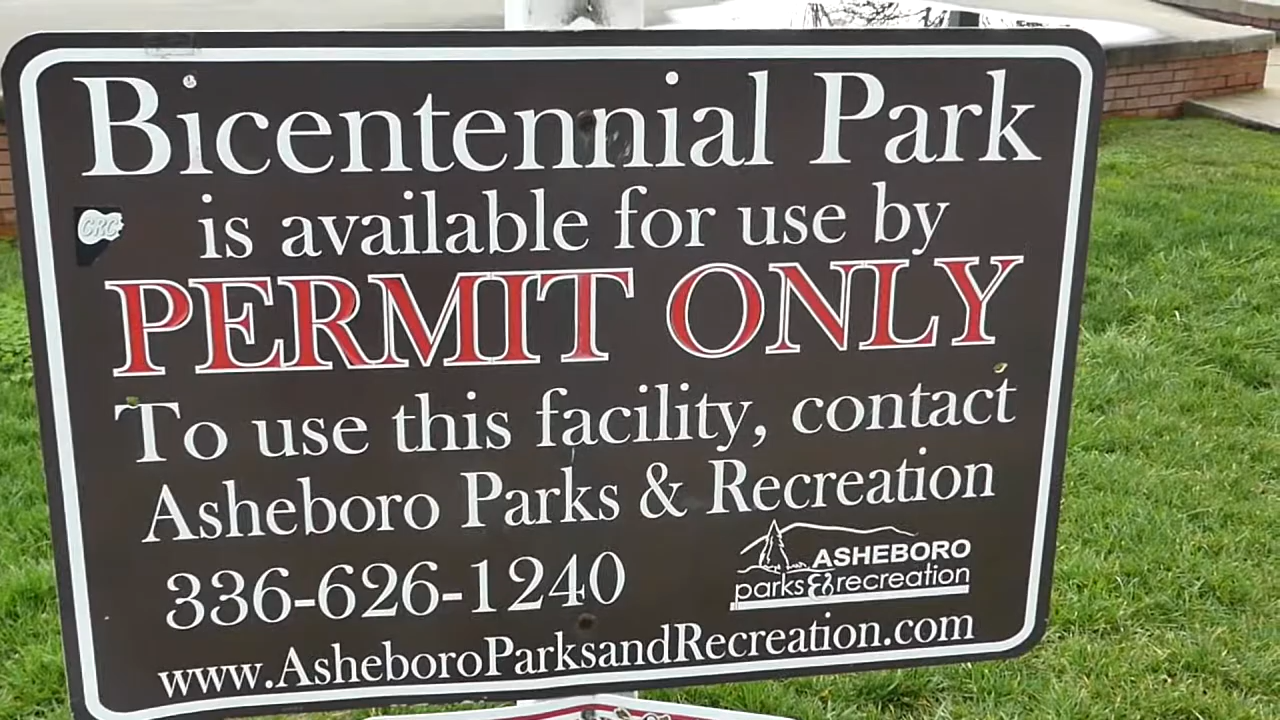 Bicentennial Park
CRC
is available for use by
PERMIT ONLY
To use this facility, contact
Asheboro Parks & Recreation
336-626-1240
ASHEBORO
parks & recreation
www.AsheboroParksandRecreation.com